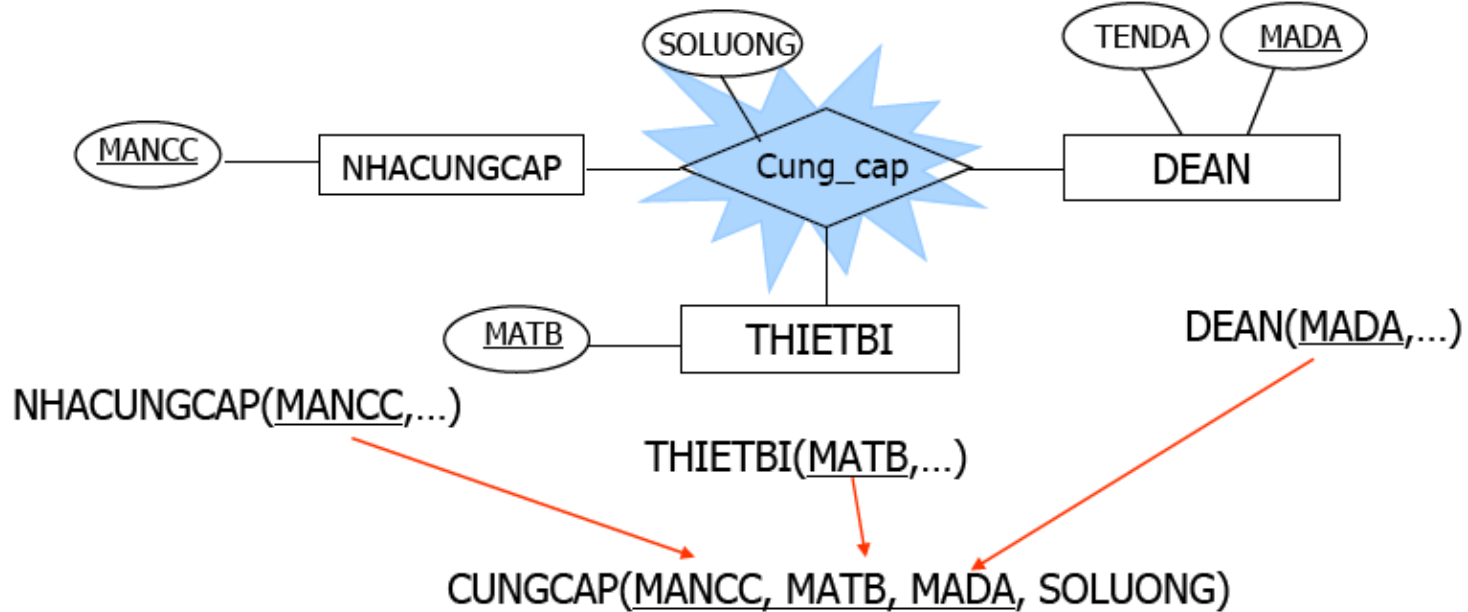 SOLUONG
TENDA
MADA
MANCC
NHACUNGCAP
Cung_cap
DEAN
MATB
THIETBI
DEAN(MADA,...)
NHACUNGCAP(MANCC,...)
THIETBI(MATB,...)
CUNGCAP(MANCC, MATB, MADA, SOLUONG)